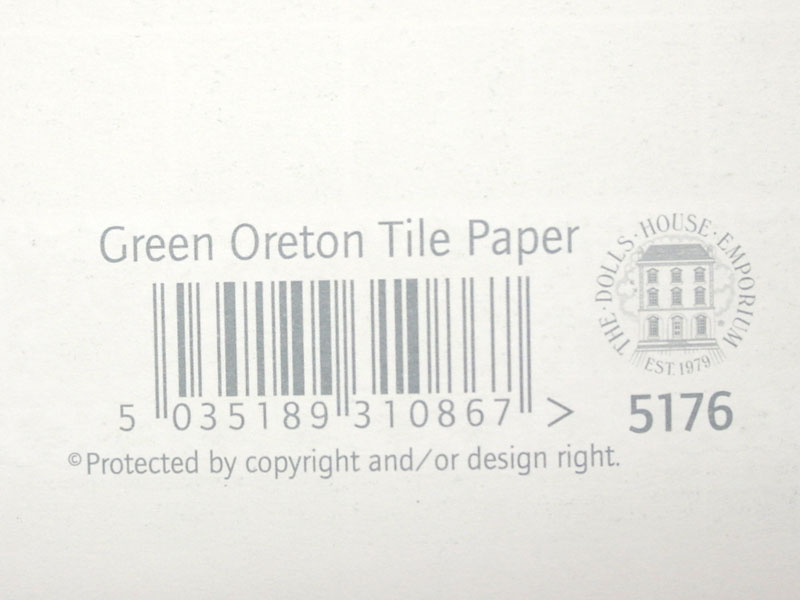 Green Oreton Tile Paper
THE·DOLLS·HOUSE·EMPORIUM
EST. 1979
5 035189 310867 >
5176
©Protected by copyright and/or design right.